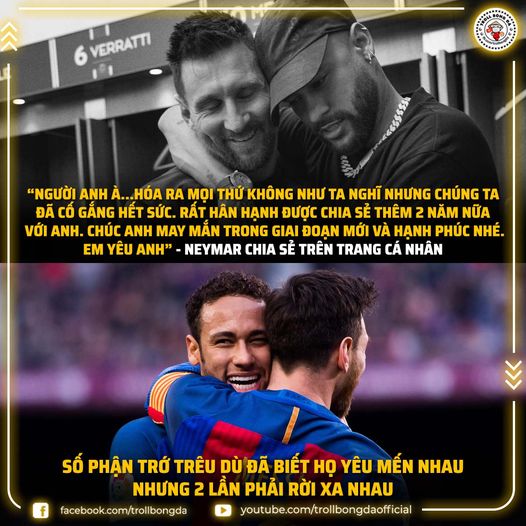 TROLL BONG DA
6 VERRATTI
“NGƯỜI ANH À...HÓA RA MỌI THỨ KHÔNG NHƯ TA NGHĨ NHƯNG CHÚNG TA
ĐÃ CỐ GẮNG HẾT SỨC. RẤT HÂN HẠNH ĐƯỢC CHIA SẺ THÊM 2 NĂM NỮA
VỚI ANH. CHÚC ANH MAY MẮN TRONG GIAI ĐOẠN MỚI VÀ HẠNH PHÚC NHÉ.
EM YÊU ANH” - NEYMAR CHIA SẺ TRÊN TRANG CÁ NHÂN
SỐ PHẬN TRỚ TRÊU DÙ ĐÃ BIẾT HỌ YÊU MẾN NHAU
NHƯNG 2 LẦN PHẢI RỜI XA NHAU
facebook.com/trollbongda
youtube.com/trollbongdaofficial